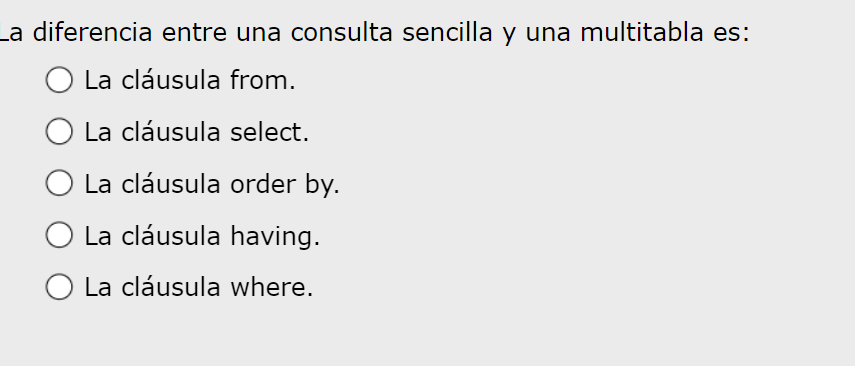 La diferencia entre una consulta sencilla y una multitabla es:
La cláusula from.
La cláusula select.
La cláusula order by.
La cláusula having.
La cláusula where.